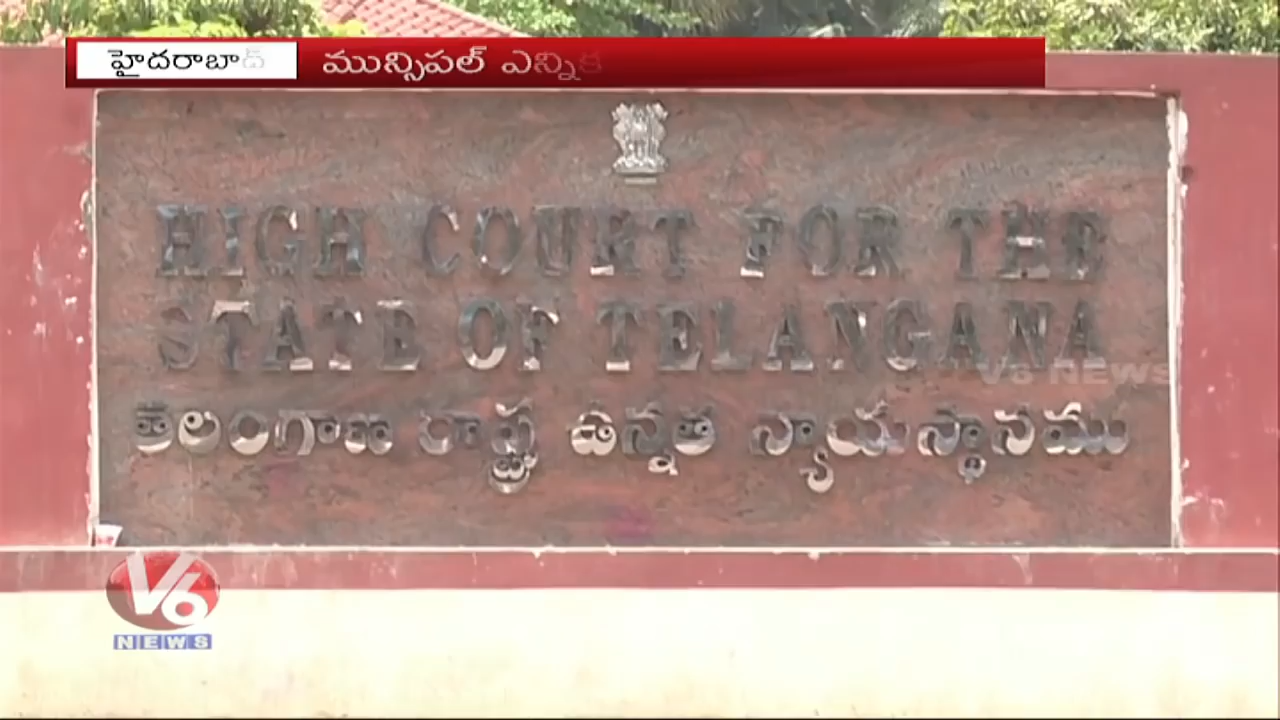 హైదరాబాద్ మున్సిపల్ ఎన్నిక
HIGH COURT FOR THE
STATE OF TELANGANA
V6 NEWS
తెలంగాణ రాష్ట్ర ఉన్నత న్యాయస్థానము
V6
NEWS